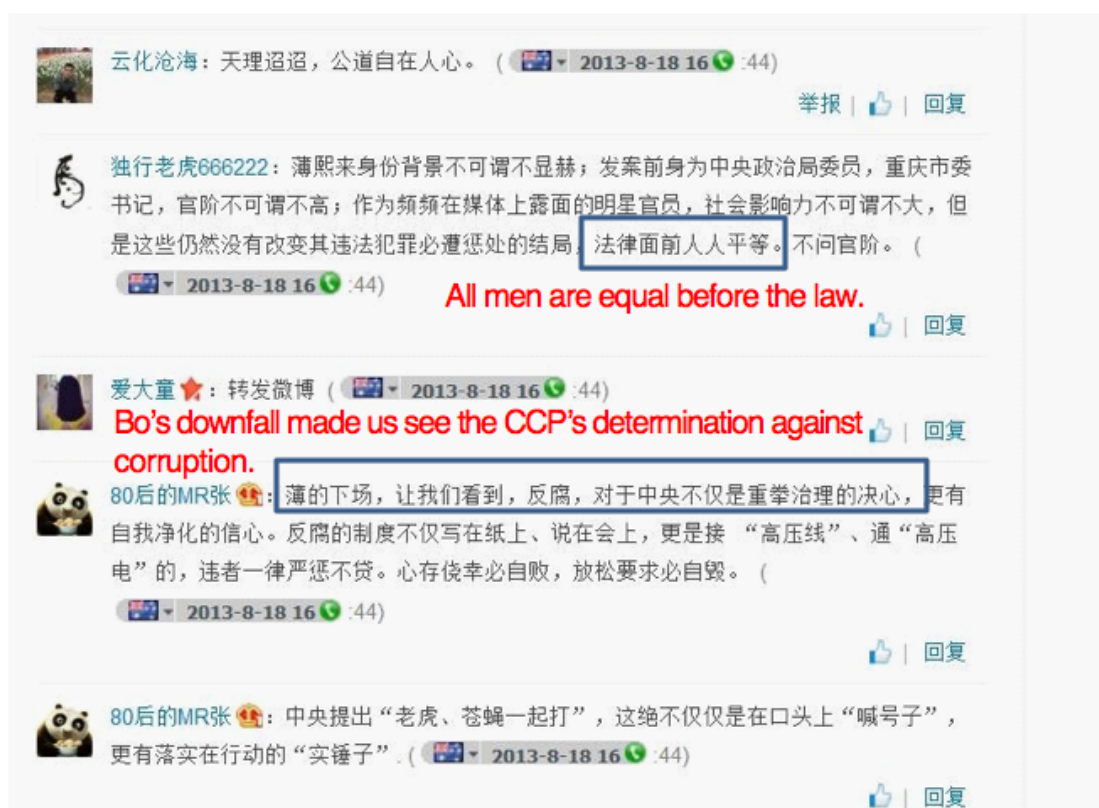 云化沧海：天理迢迢，公道自在人心。 ( 2013-8-18 16 :44)
举报 | | 回复
独行老虎666222：薄熙来身份背景不可谓不显赫；发案前身为中央政治局委员，重庆市委
书记，官阶不可谓不高；作为频频在媒体上露面的明星官员，社会影响力不可谓不大，但
是这些仍然没有改变其违法犯罪必遭惩处的结局，法律面前人人平等。不问官阶。 (
2013-8-18 16 :44)
All men are equal before the law.
| 回复
爱大童：转发微博 ( 2013-8-18 16 :44)
Bo's downfall made us see the CCP's determination against
corruption.
| 回复
80后的MR张：薄的下场，让我们看到，反腐，对于中央不仅是重拳治理的决心，更有
自我净化的信心。反腐的制度不仅写在纸上、说在会上，更是接 “高压线”、通“高压
电”的，违者一律严惩不贷。心存侥幸必自败，放松要求必自毁。 (
2013-8-18 16 :44)
| 回复
80后的MR张：中央提出“老虎、苍蝇一起打”，这绝不仅仅是在口头上“喊号子”，
更有落实在行动的“实锤子”. ( 2013-8-18 16 :44)
| 回复